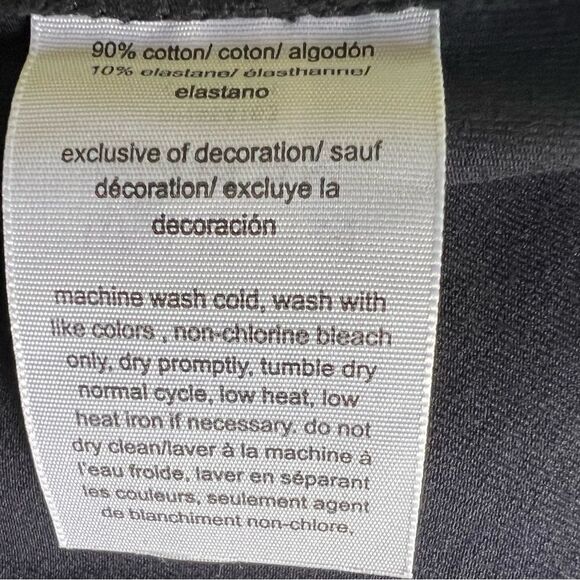 90% cotton/ coton/ algodón
10% elastane/ élasthanne/
elastano
exclusive of decoration/ sauf
décoration/ excluye la
decoración
machine wash cold, wash with
like colors , non-chlorine bleach
only, dry promptly, tumble dry
normal cycle, low heat, low
heat iron if necessary. do not
dry clean/laver à la machine à
l'eau froide, laver en séparant
les couleurs, seulement agent
de blanchiment non-chlore,